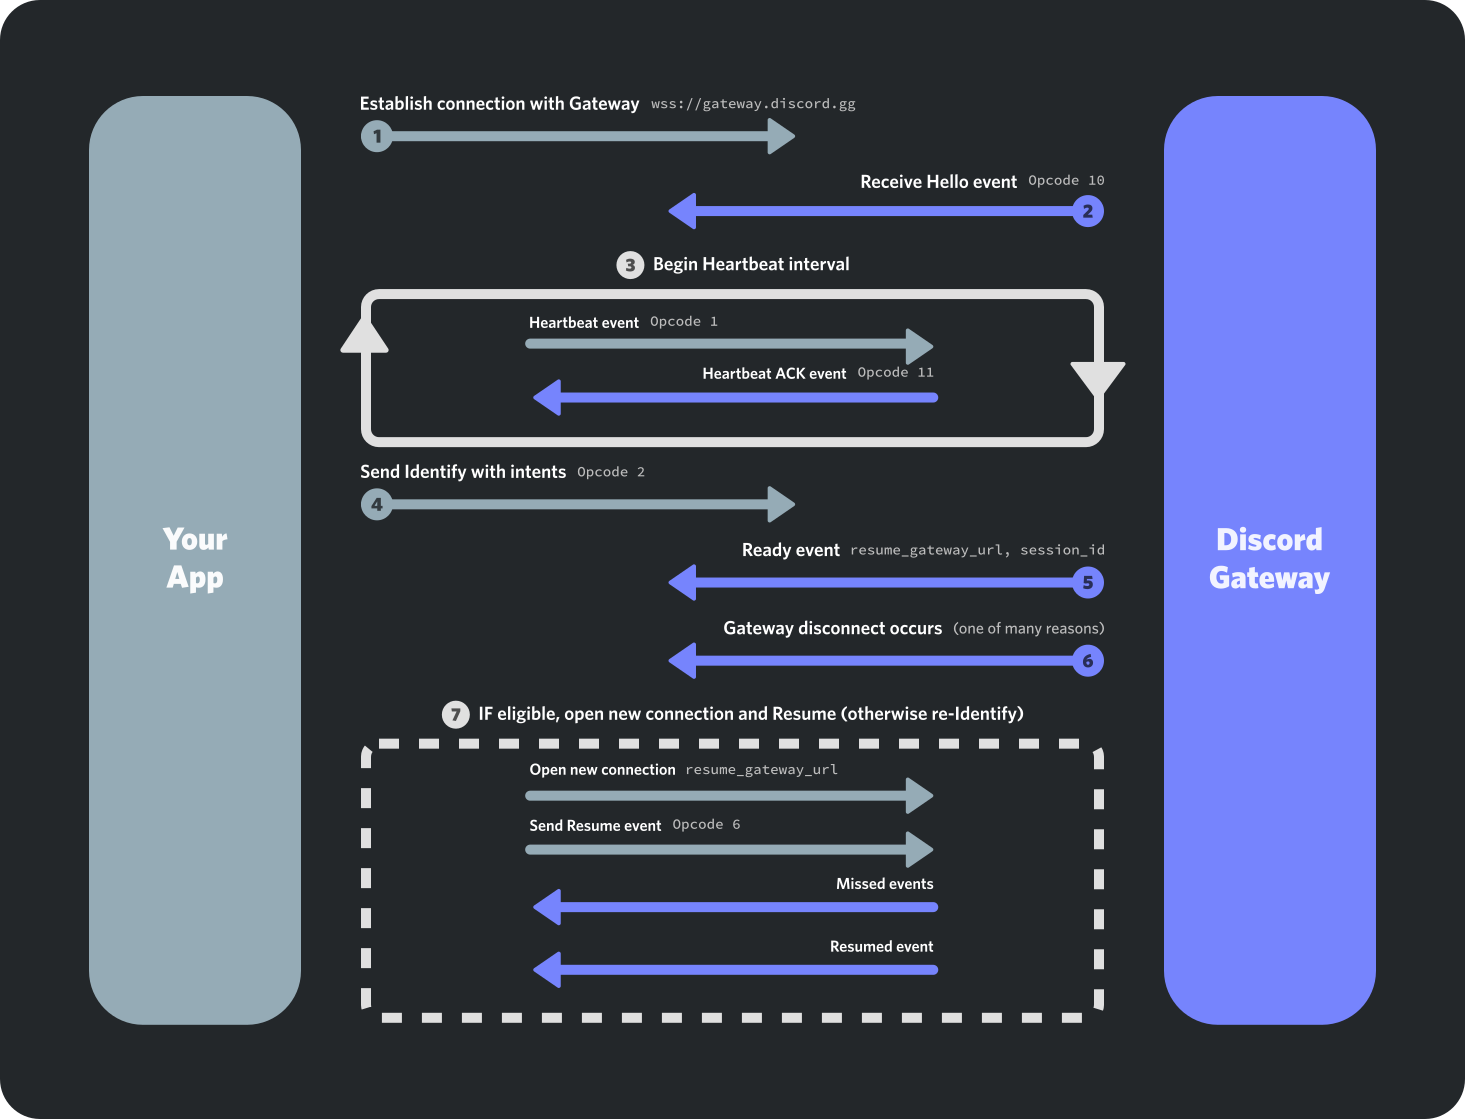 Establish connection with Gateway wss://gateway.discord.gg
1
Receive Hello event Opcode 10
2
3 Begin Heartbeat interval
Heartbeat event Opcode 1
Heartbeat ACK event Opcode 11
Send Identify with intents Opcode 2
4
Your
App
Discord
Gateway
Ready event resume_gateway_url, session_id
5
Gateway disconnect occurs (one of many reasons)
6
7 IF eligible, open new connection and Resume (otherwise re-Identify)
Open new connection resume_gateway_url
Send Resume event Opcode 6
Missed events
Resumed event